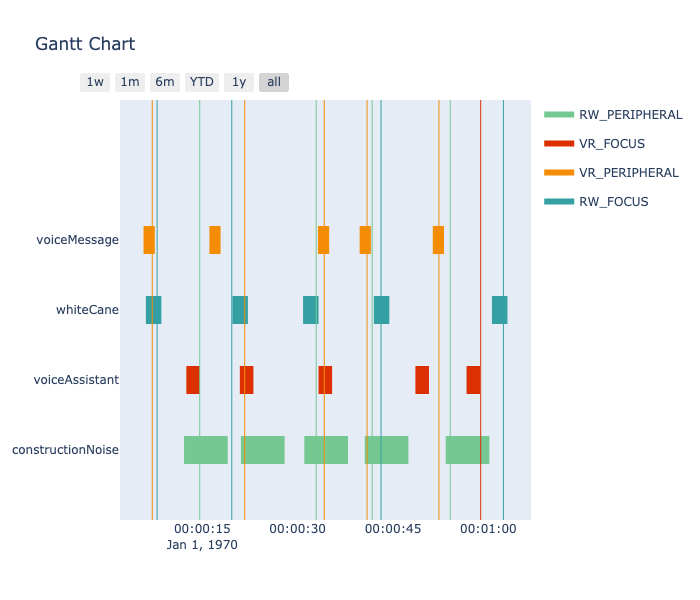 Gantt Chart
1w 1m 6m YTD 1y all
RW_PERIPHERAL
VR_FOCUS
VR_PERIPHERAL
RW_FOCUS
voiceMessage
whiteCane
voiceAssistant
constructionNoise
00:00:15 00:00:30 00:00:45 00:01:00
Jan 1, 1970